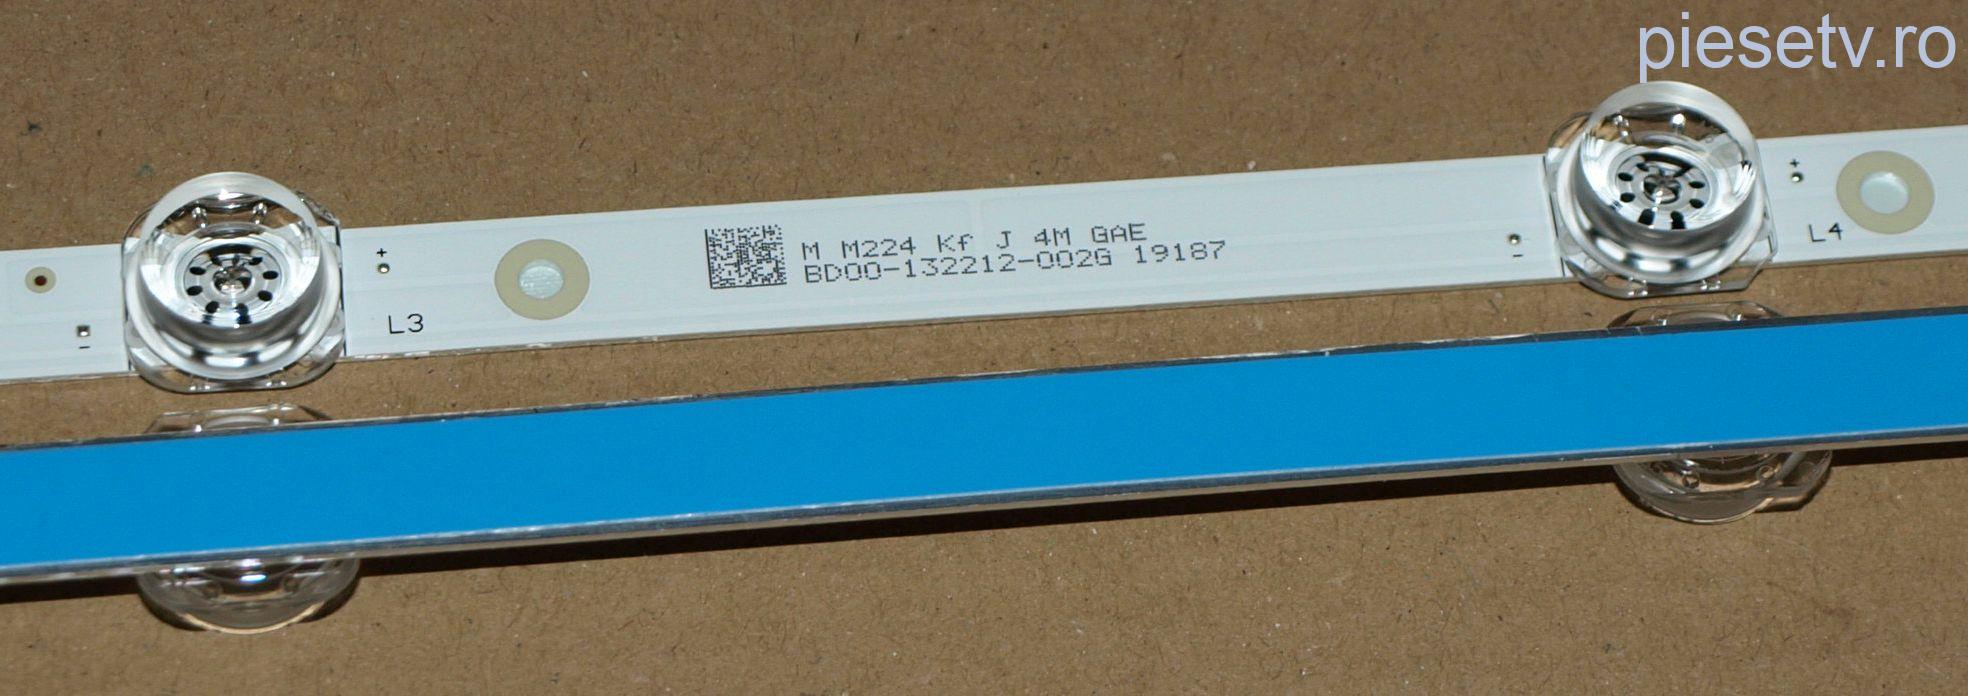 piesetv.ro
M M224 Kf J 4M GAE
BD00-132212-002G 19187
+
-
L3
-
+
L4